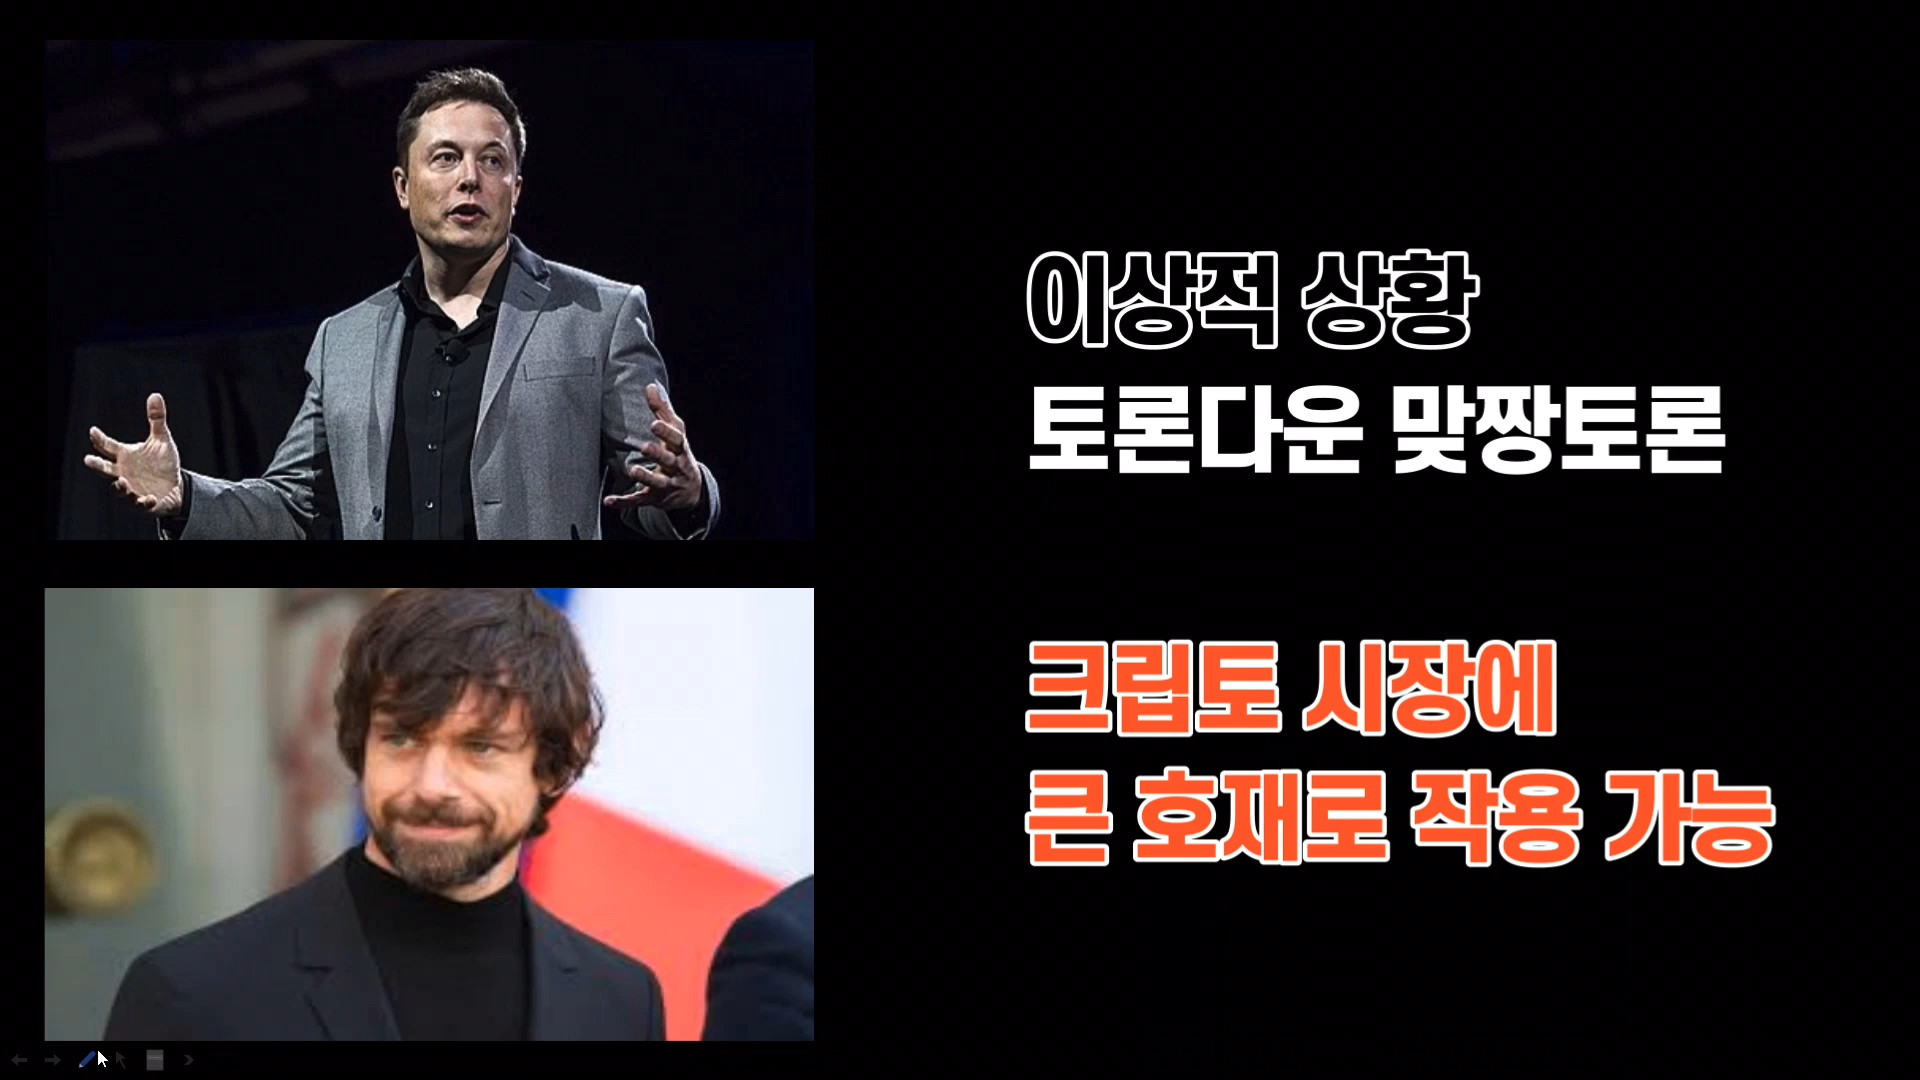 이상적 상황
토론다운 맞짱토론
크립토 시장에
큰 호재로 작용 가능